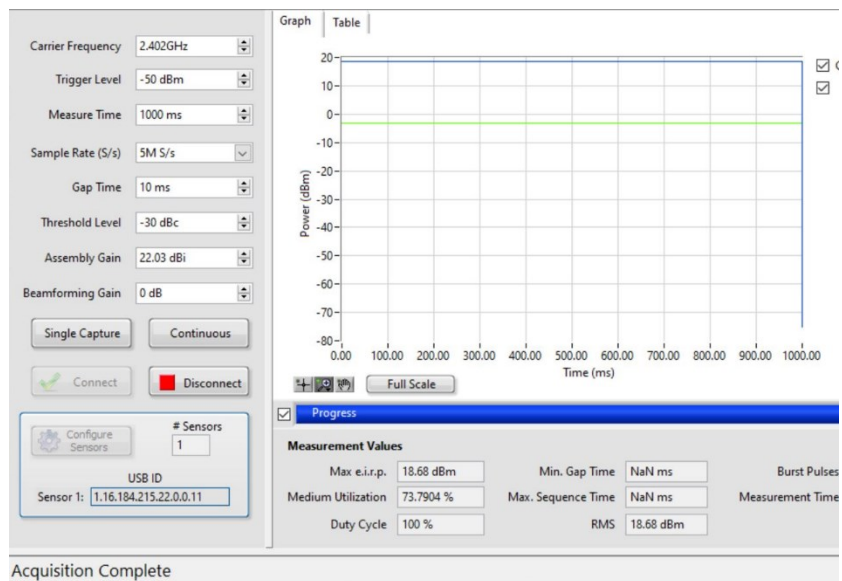 Carrier Frequency 2.402GHz
Trigger Level -50 dBm
Measure Time 1000 ms
Sample Rate (S/s) 5M S/s
Gap Time 10 ms
Threshold Level -30 dBc
Assembly Gain 22.03 dBi
Beamforming Gain 0 dB
Single Capture Continuous
Connect Disconnect
Configure Sensors
# Sensors
1
USB ID
Sensor 1: 1.16.184.215.22.0.0.11
Graph Table
20
10
0
-10
-20
-30
-40
-50
-60
-70
-80
Power (dBm)
0.00 100.00 200.00 300.00 400.00 500.00 600.00 700.00 800.00 900.00 1000.00
Time (ms)
Full Scale
Progress
Measurement Values
Max e.i.r.p. 18.68 dBm Min. Gap Time NaN ms Burst Pulses
Medium Utilization 73.7904 % Max. Sequence Time NaN ms Measurement Time
Duty Cycle 100 % RMS 18.68 dBm
Acquisition Complete